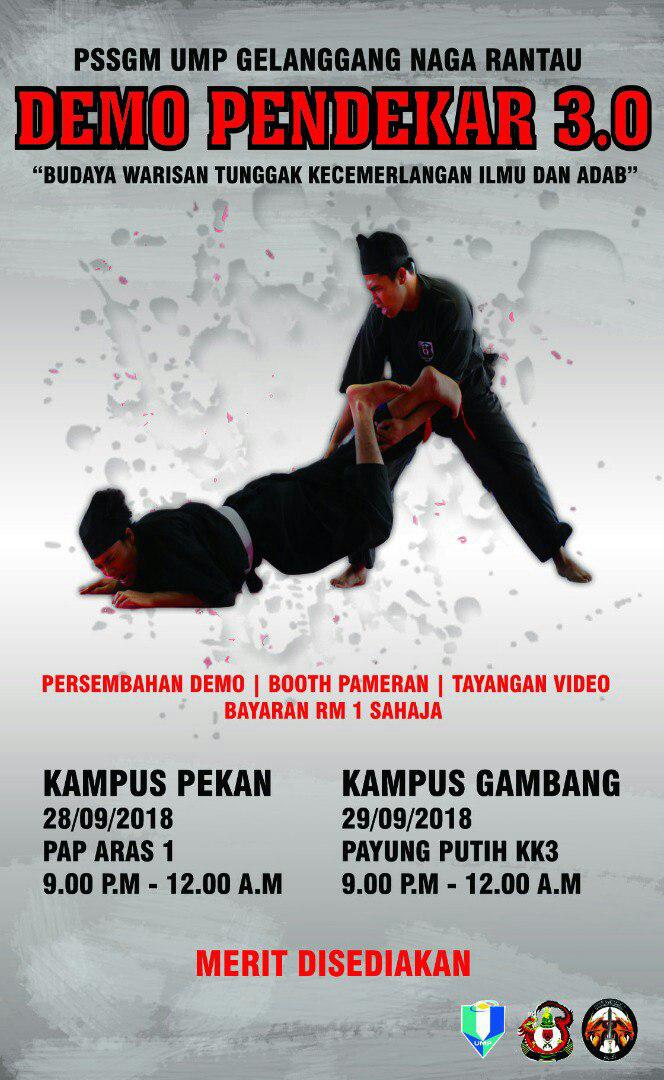 PSSGM UMP GELANGGANG NAGA RANTAU
DEMO PENDEKAR 3.0
“BUDAYA WARISAN TUNGGAK KECEMERLANGAN ILMU DAN ADAB”
PERSEMBAHAN DEMO | BOOTH PAMERAN | TAYANGAN VIDEO
BAYARAN RM 1 SAHAJA
KAMPUS PEKAN
28/09/2018
PAP ARAS 1
9.00 P.M - 12.00 A.M
KAMPUS GAMBANG
29/09/2018
PAYUNG PUTIH KK3
9.00 P.M - 12.00 A.M
MERIT DISEDIAKAN
UMP